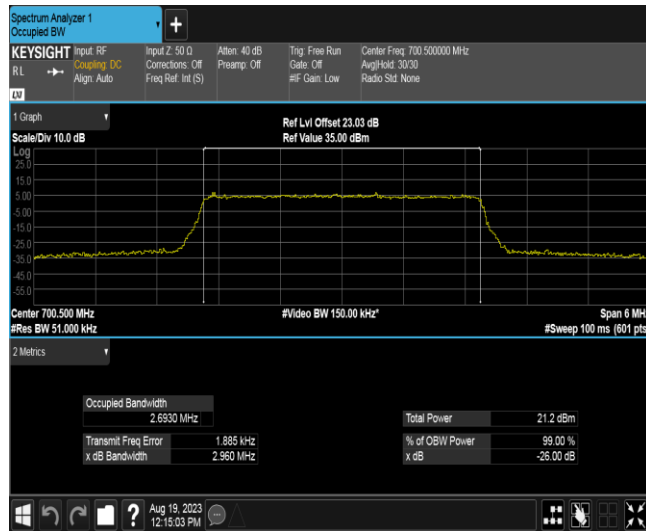 Spectrum Analyzer 1
Occupied BW
+
KEYSIGHT Input: RF Input Z: 50 Ω Atten: 40 dB Trig: Free Run Center Freq: 700.500000 MHz
RL Coupling: DC Corrections: Off Preamp: Off Gate: Off Avg|Hold: 30/30
Align: Auto Freq Ref: Int (S) #IF Gain: Low Radio Std: None
LXI
1 Graph
Ref Lvl Offset 23.03 dB
Scale/Div 10.0 dB Ref Value 35.00 dBm
Log
25.0
15.0
5.00
-5.00
-15.0
-25.0
-35.0
-45.0
-55.0
Center 700.500 MHz #Video BW 150.00 kHz* Span 6 MH
#Res BW 51.000 kHz #Sweep 100 ms (601 pts
2 Metrics
Occupied Bandwidth
2.6930 MHz Total Power 21.2 dBm
Transmit Freq Error 1.885 kHz % of OBW Power 99.00 %
x dB Bandwidth 2.960 MHz x dB -26.00 dB
? Aug 19, 2023
12:15:03 PM